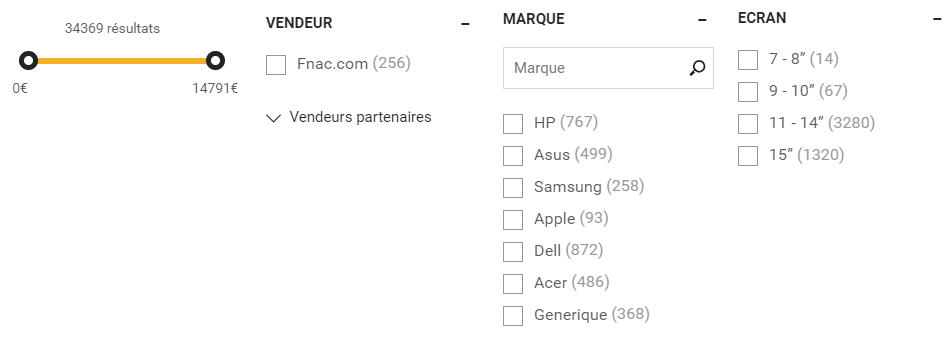 34369 résultats
0€ 14791€
VENDEUR
Fnac.com (256)
Vendeurs partenaires
MARQUE
Marque
HP (767)
Asus (499)
Samsung (258)
Apple (93)
Dell (872)
Acer (486)
Generique (368)
ECRAN
7 - 8” (14)
9 - 10” (67)
11 - 14” (3280)
15” (1320)